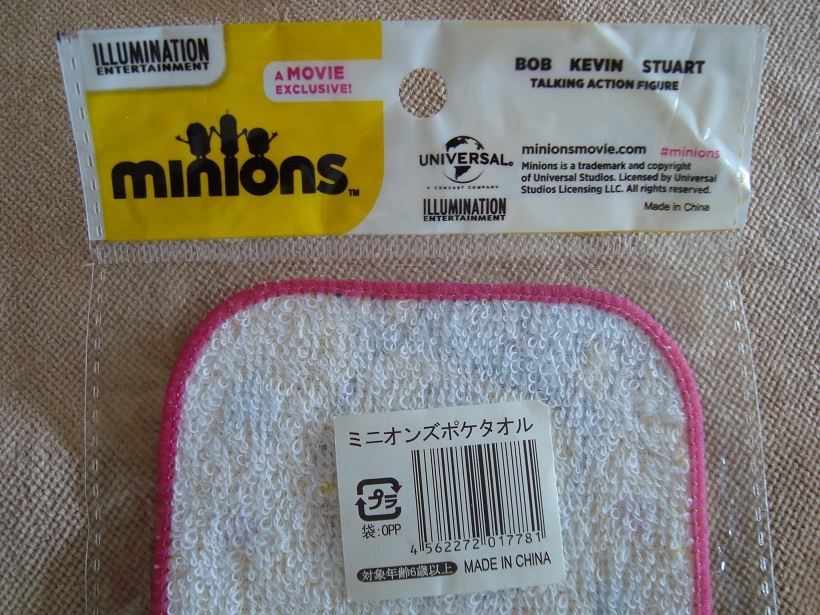 ILLUMINATION
ENTERTAINMENT
A MOVIE
EXCLUSIVE!
minions™
BOB KEVIN STUART
TALKING ACTION FIGURE
UNIVERSAL®
A COMCAST COMPANY
ILLUMINATION
ENTERTAINMENT
minionsmovie.com #minions
Minions is a trademark and copyright
of Universal Studios. Licensed by Universal
Studios Licensing LLC. All rights reserved.
Made in China
ミニオンズポケタオル
プラ
袋:OPP
4 562272 017781
対象年齢6歳以上 MADE IN CHINA